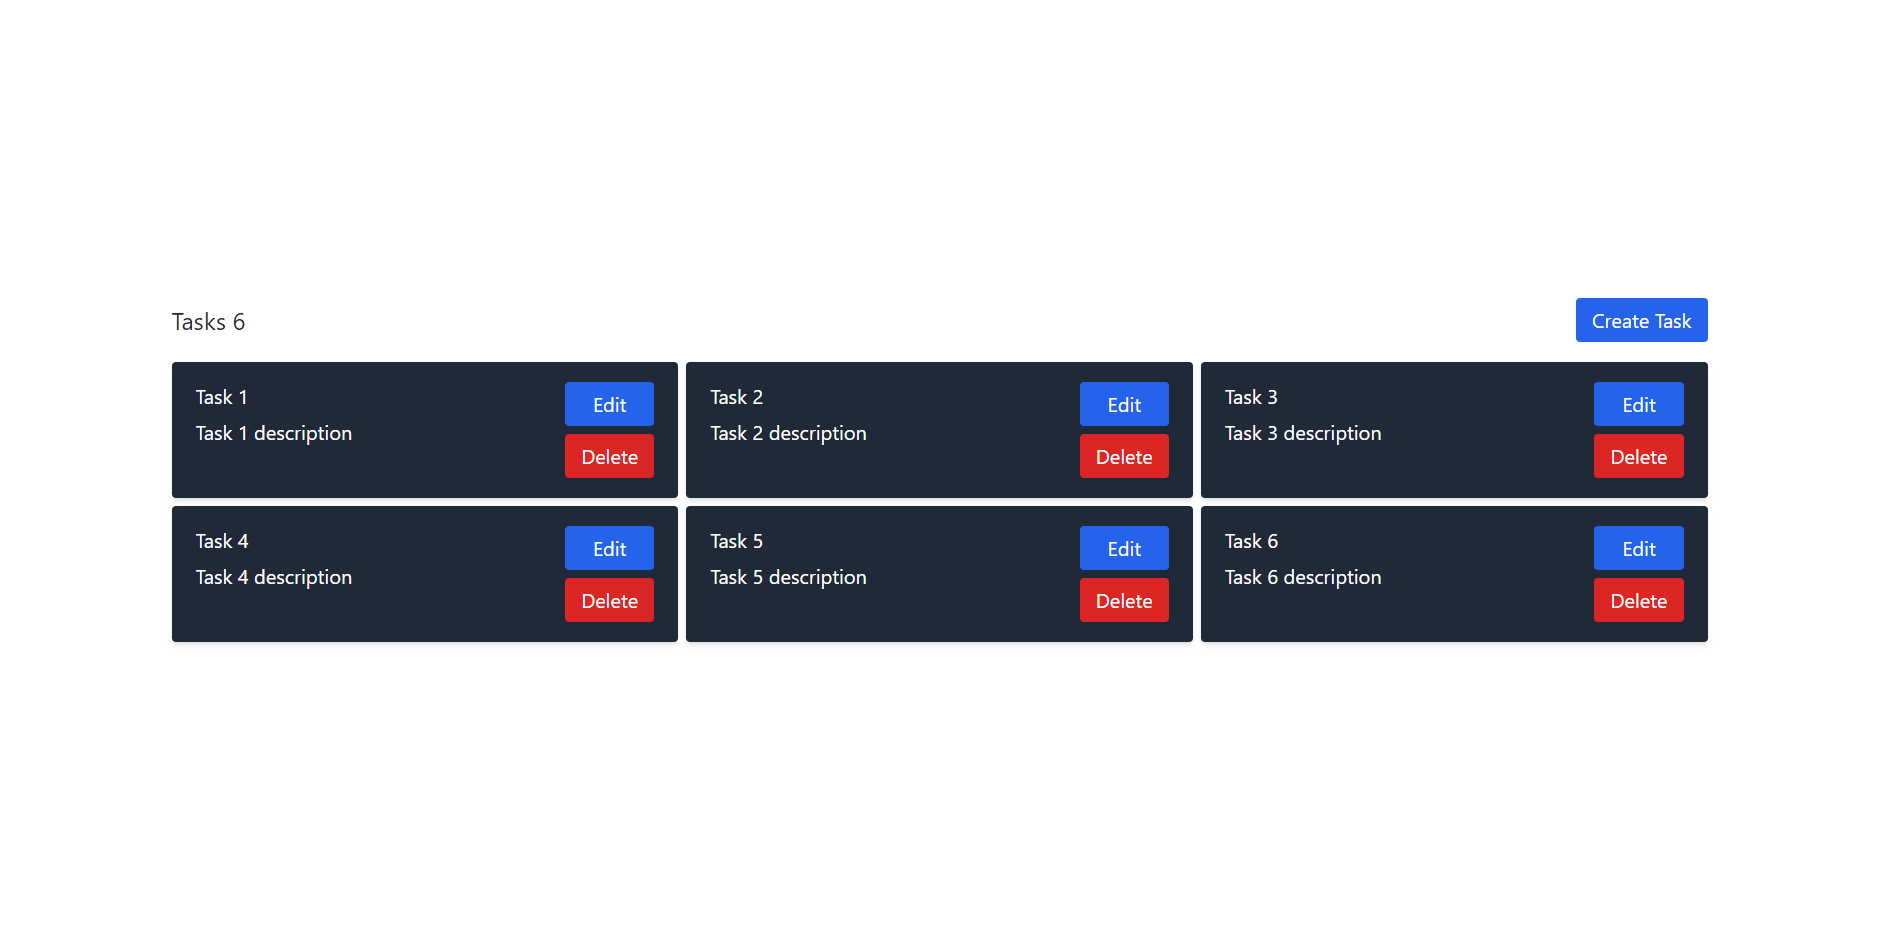 Tasks 6
Create Task
Task 1
Task 1 description
Edit
Delete
Task 2
Task 2 description
Edit
Delete
Task 3
Task 3 description
Edit
Delete
Task 4
Task 4 description
Edit
Delete
Task 5
Task 5 description
Edit
Delete
Task 6
Task 6 description
Edit
Delete